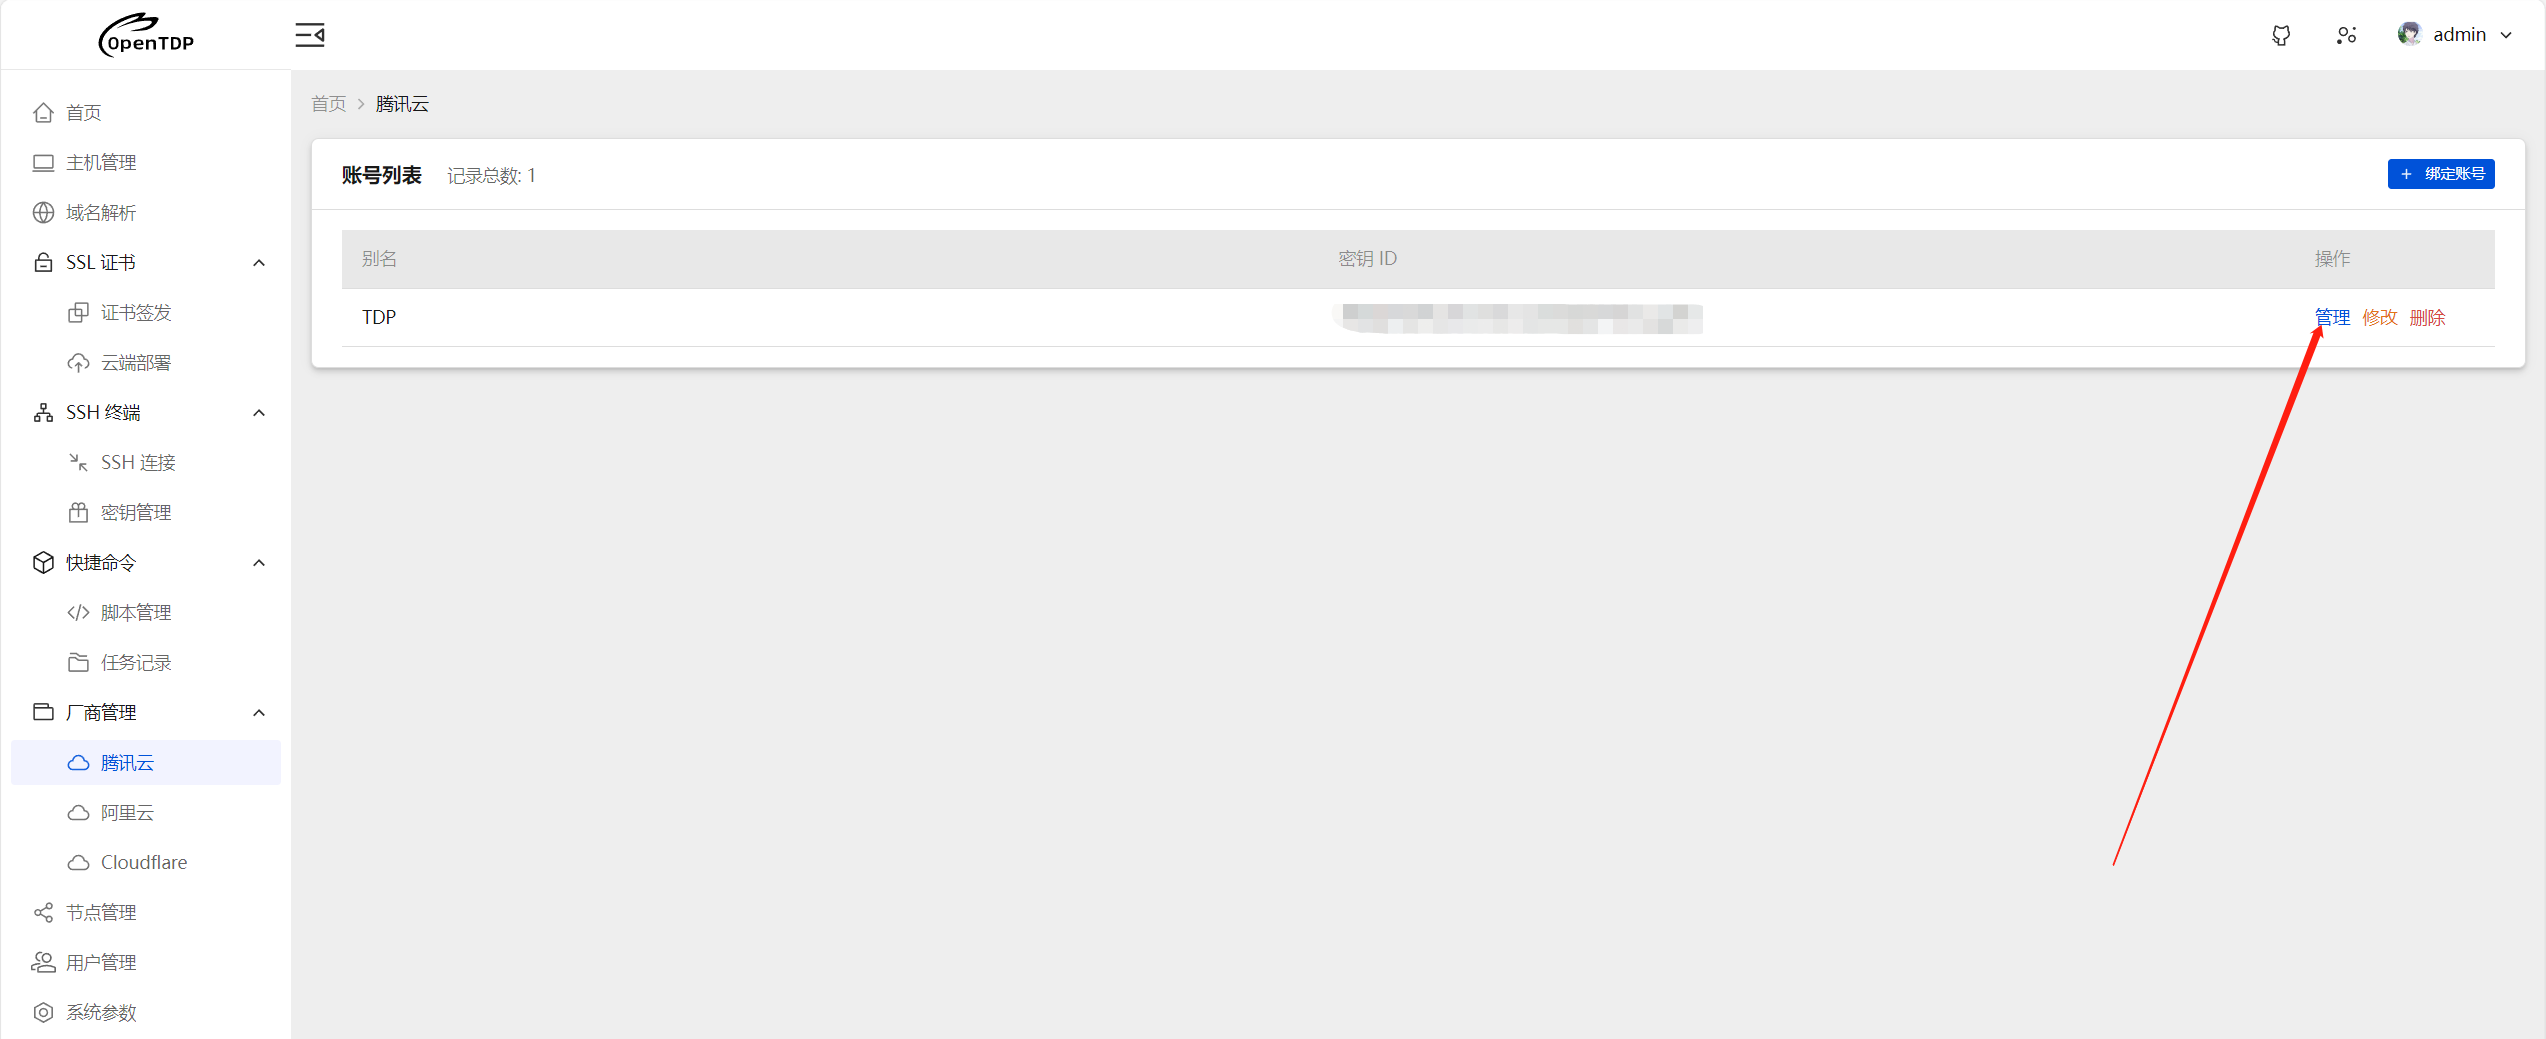 OpenTDP
admin
首页
主机管理
域名解析
SSL 证书
证书签发
云端部署
SSH 终端
SSH 连接
密钥管理
快捷命令
脚本管理
任务记录
厂商管理
腾讯云
阿里云
Cloudflare
节点管理
用户管理
系统参数
首页 > 腾讯云
账号列表 记录总数: 1
+ 绑定账号
别名 密钥 ID 操作
TDP 管理 修改 删除